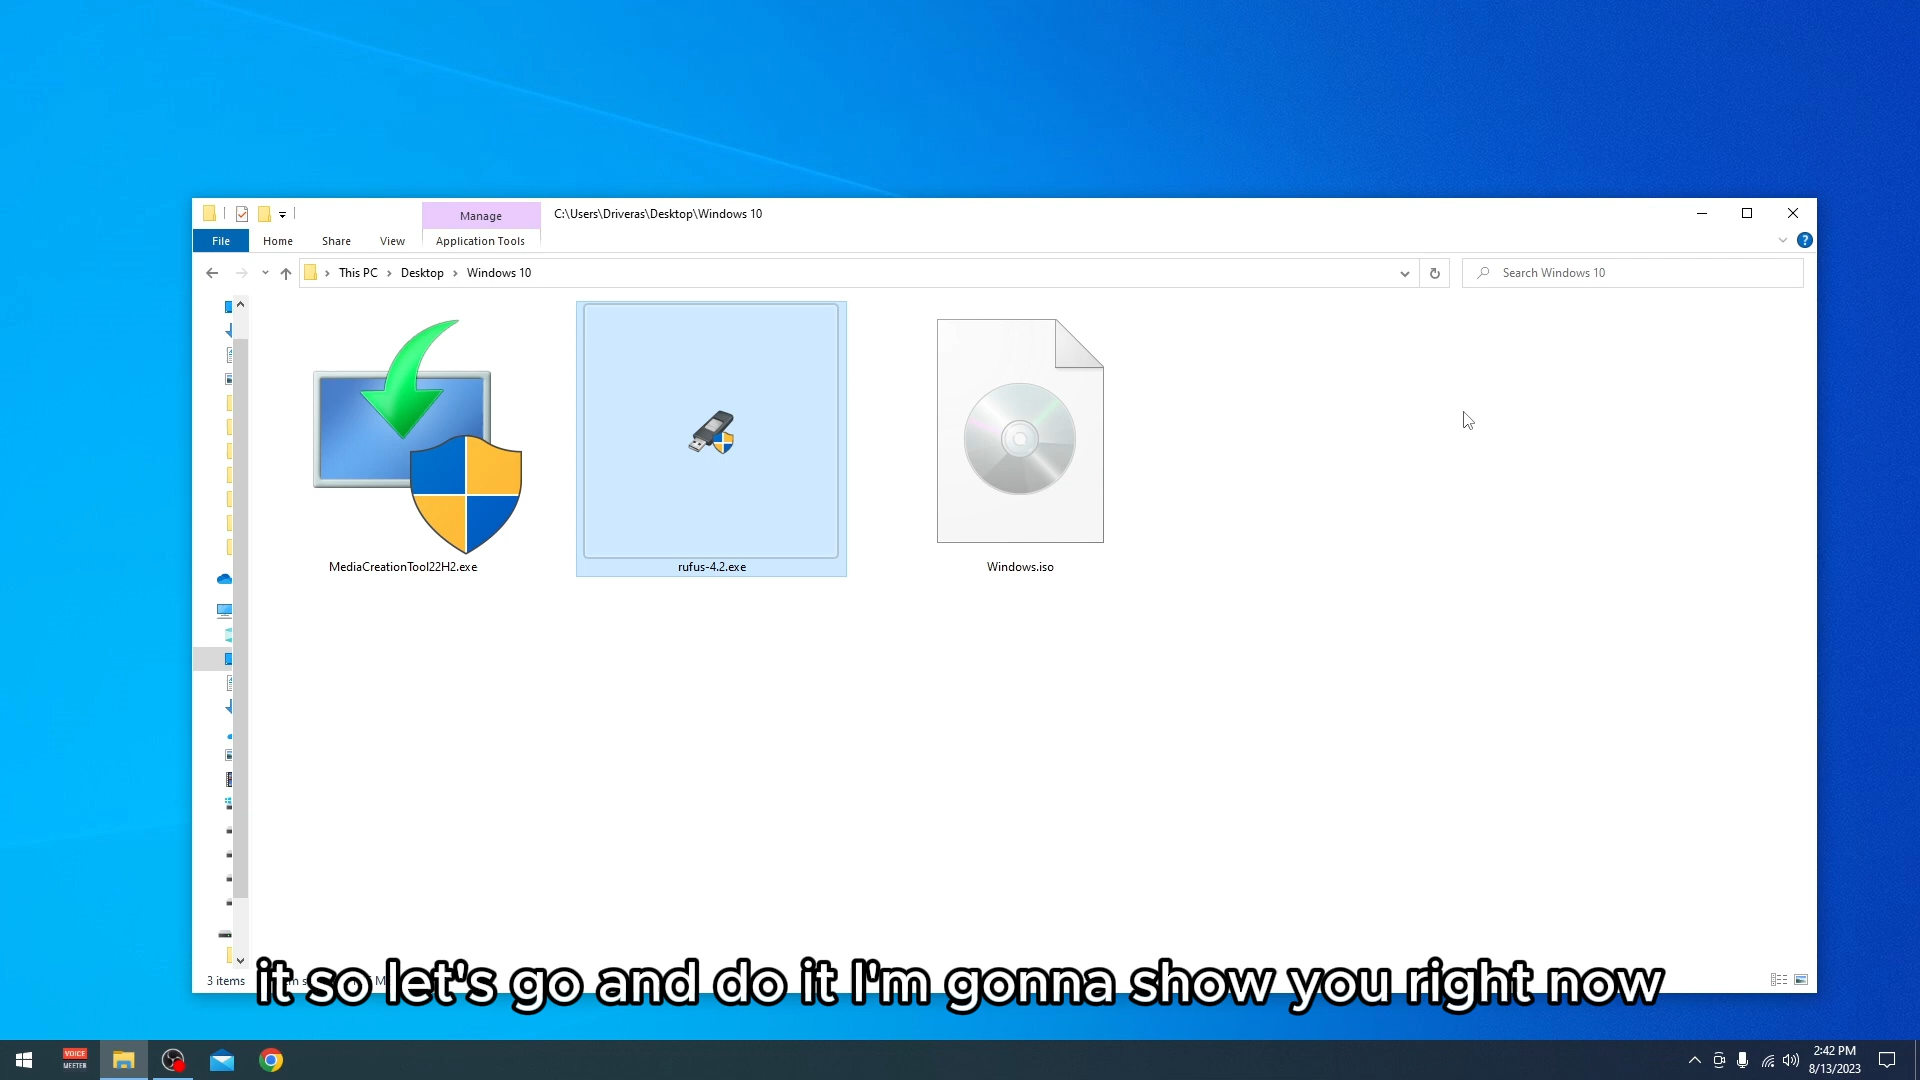 Manage
C:\Users\Driveras\Desktop\Windows 10
File
Home
Share
View
Application Tools
This PC
Desktop
Windows 10
Search Windows 10
MediaCreationTool22H2.exe
rufus-4.2.exe
Windows.iso
3 items
it so let's go and do it I'm gonna show you right now
VOICE
MEETER
2:42 PM
8/13/2023